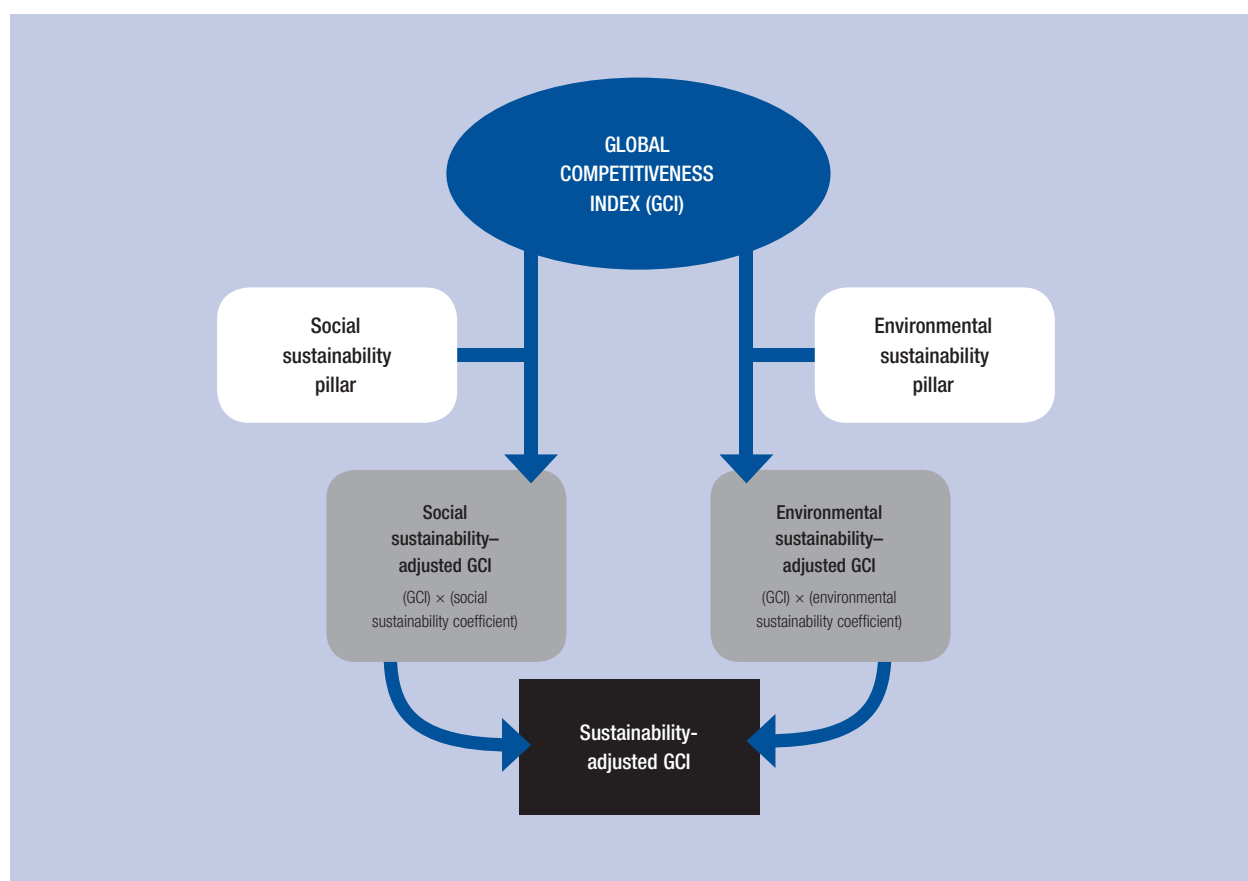 GLOBAL
COMPETITIVENESS
INDEX (GCI)
Social
sustainability
pillar
Environmental
sustainability
pillar
Social
sustainability–
adjusted GCI
(GCI) × (social
sustainability coefficient)
Environmental
sustainability–
adjusted GCI
(GCI) × (environmental
sustainability coefficient)
Sustainability-
adjusted GCI